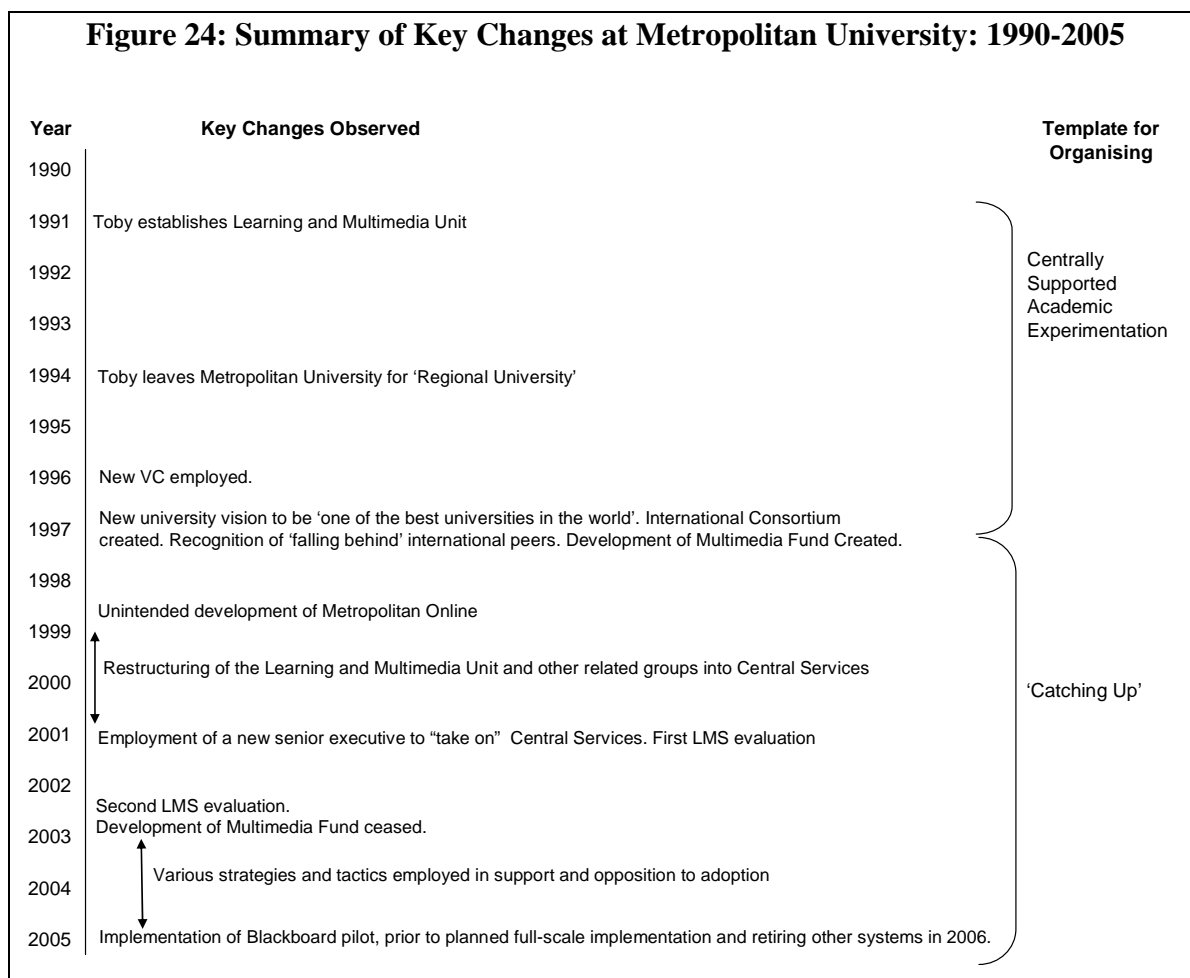 Figure 24: Summary of Key Changes at Metropolitan University: 1990-2005
Year
Key Changes Observed
Template for
Organising
1990
1991
Toby establishes Learning and Multimedia Unit
1992
Centrally
Supported
Academic
Experimentation
1993
1994
Toby leaves Metropolitan University for ‘Regional University’
1995
1996
New VC employed.
1997
New university vision to be ‘one of the best universities in the world’. International Consortium
created. Recognition of ‘falling behind’ international peers. Development of Multimedia Fund Created.
1998
Unintended development of Metropolitan Online
1999
Restructuring of the Learning and Multimedia Unit and other related groups into Central Services
2000
‘Catching Up’
2001
Employment of a new senior executive to “take on” Central Services. First LMS evaluation
2002
Second LMS evaluation.
2003
Development of Multimedia Fund ceased.
Various strategies and tactics employed in support and opposition to adoption
2004
2005
Implementation of Blackboard pilot, prior to planned full-scale implementation and retiring other systems in 2006.